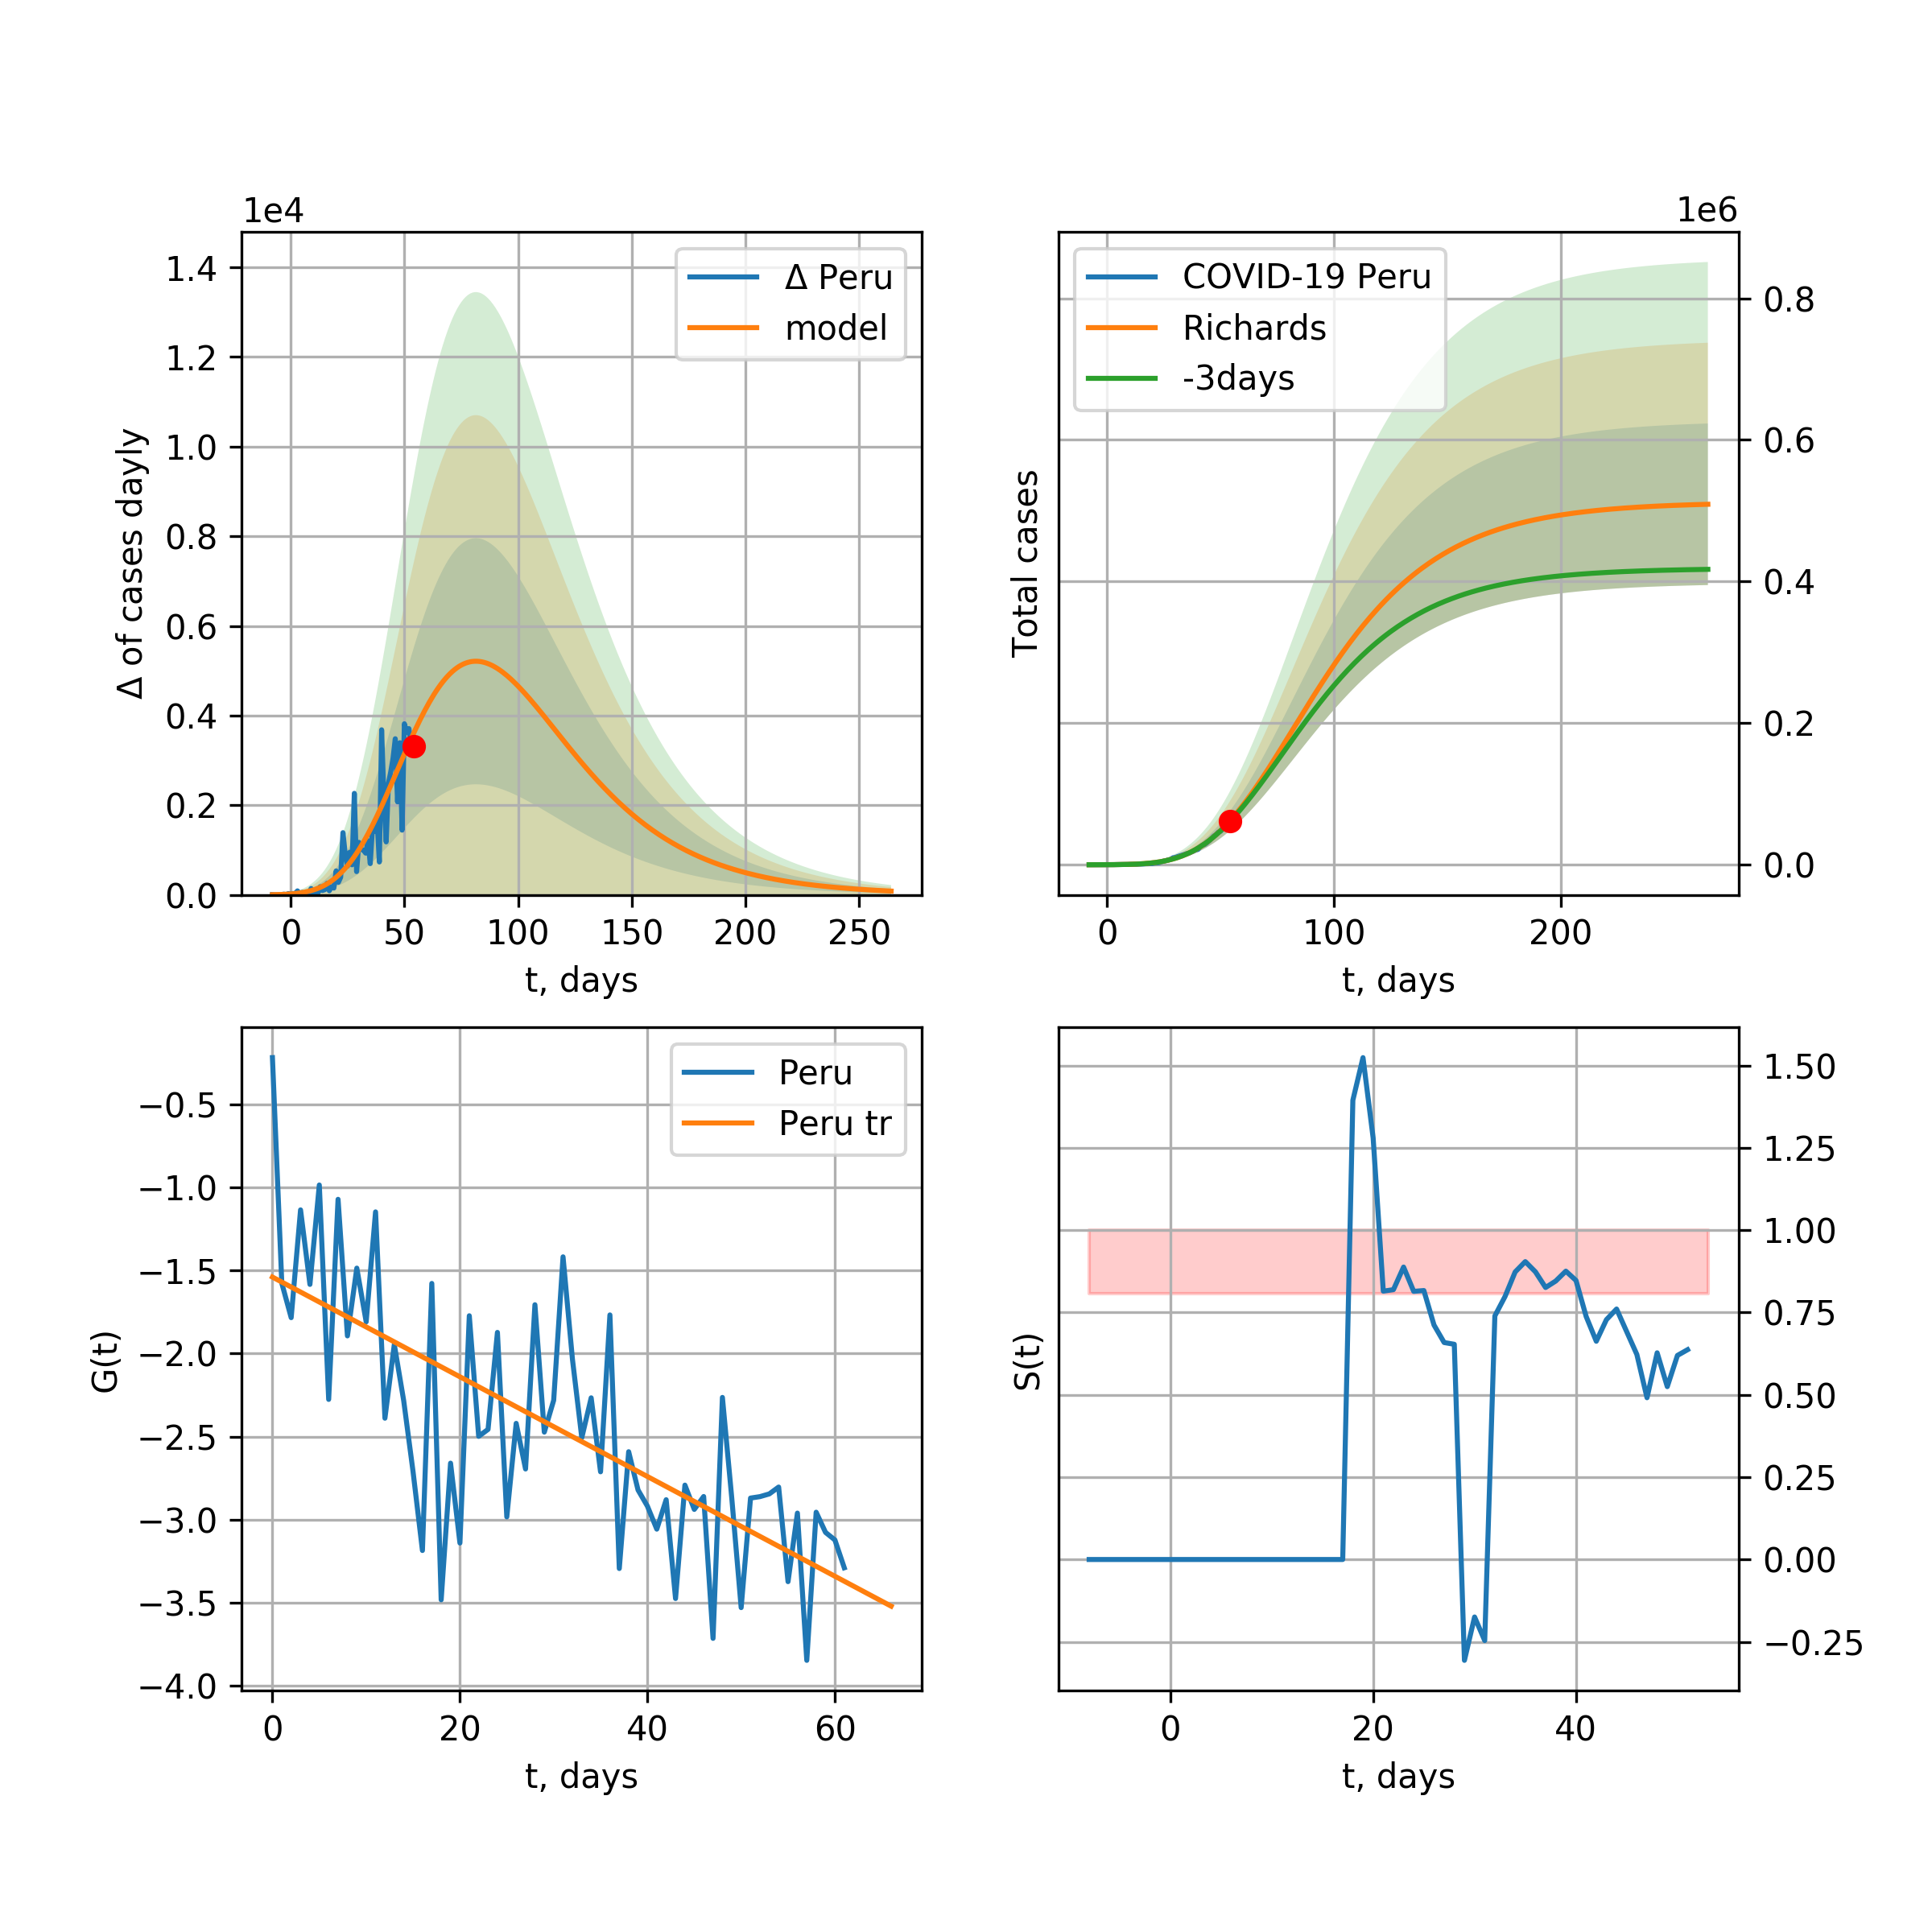 1e4
1.4
1.2
1.0
0.8
0.6
0.4
0.2
0.0
Δ of cases dayly
Δ Peru
model
0 50 100 150 200 250
t, days
1e6
COVID-19 Peru
Richards
-3days
Total cases
0.8
0.6
0.4
0.2
0.0
0 100 200
t, days
G(t)
−0.5
−1.0
−1.5
−2.0
−2.5
−3.0
−3.5
−4.0
Peru
Peru tr
0 20 40 60
t, days
S(t)
1.50
1.25
1.00
0.75
0.50
0.25
0.00
−0.25
0 20 40
t, days